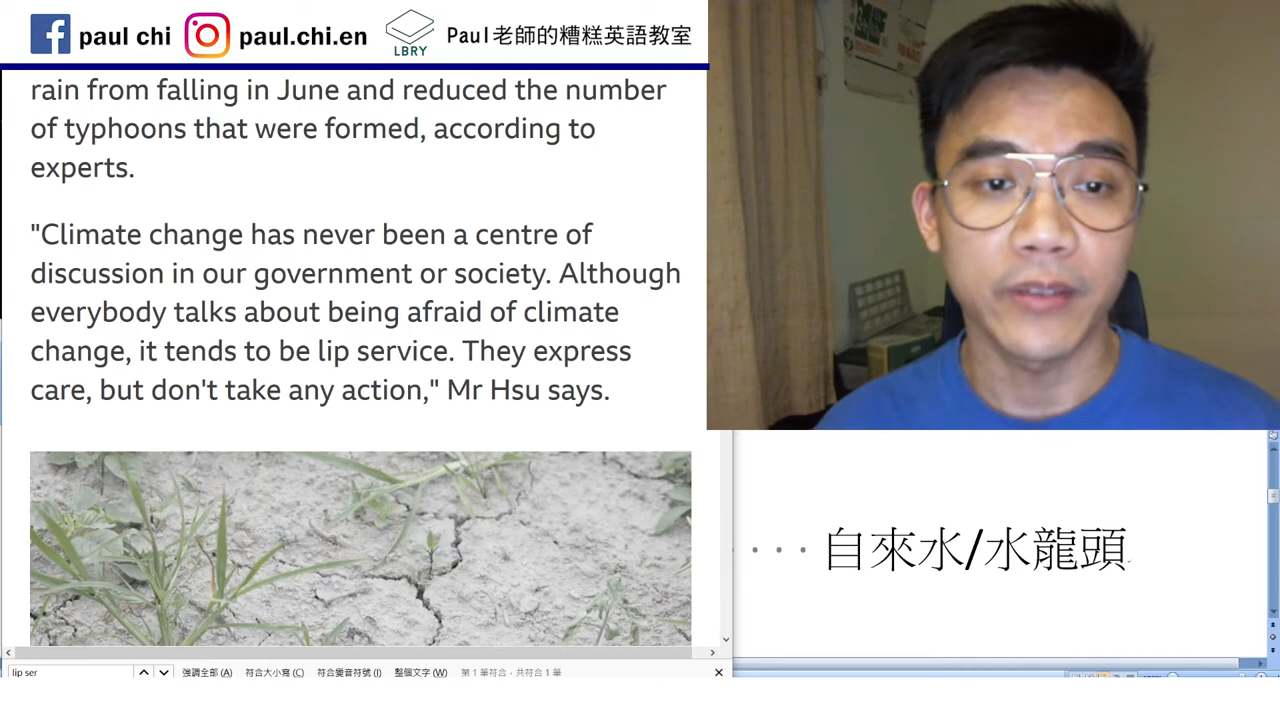 paul chi paul.chi.en LBRY Paul老師的糟糕英語教室
rain from falling in June and reduced the number
of typhoons that were formed, according to
experts.
"Climate change has never been a centre of
discussion in our government or society. Although
everybody talks about being afraid of climate
change, it tends to be lip service. They express
care, but don't take any action," Mr Hsu says.
自來水/水龍頭
lip ser 強調全部(A) 符合大小寫(C) 符合變音符號(I) 整個文字(W) 第1筆符合，共符合1筆